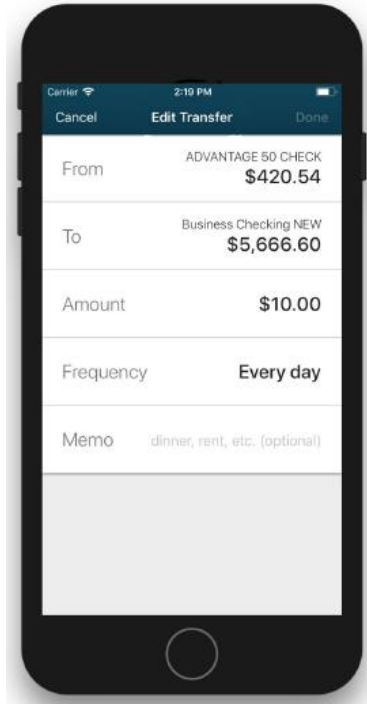 Carrier 2:19 PM
Cancel Edit Transfer Done
From ADVANTAGE 50 CHECK
$420.54
To Business Checking NEW
$5,666.60
Amount $10.00
Frequency Every day
Memo dinner, rent, etc. (optional)